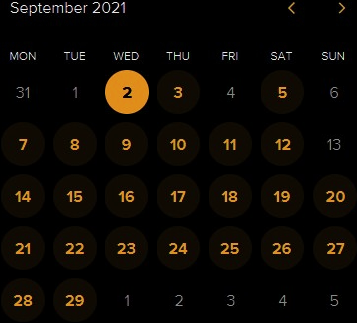 September 2021
MON TUE WED THU FRI SAT SUN
31 1 2 3 4 5 6
7 8 9 10 11 12 13
14 15 16 17 18 19 20
21 22 23 24 25 26 27
28 29 1 2 3 4 5